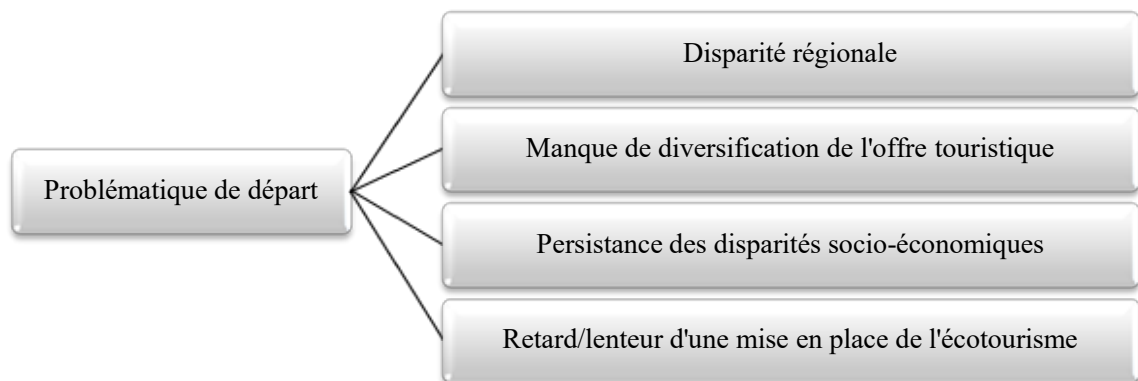 Problématique de départ
Disparité régionale
Manque de diversification de l'offre touristique
Persistance des disparités socio-économiques
Retard/lenteur d'une mise en place de l'écotourisme